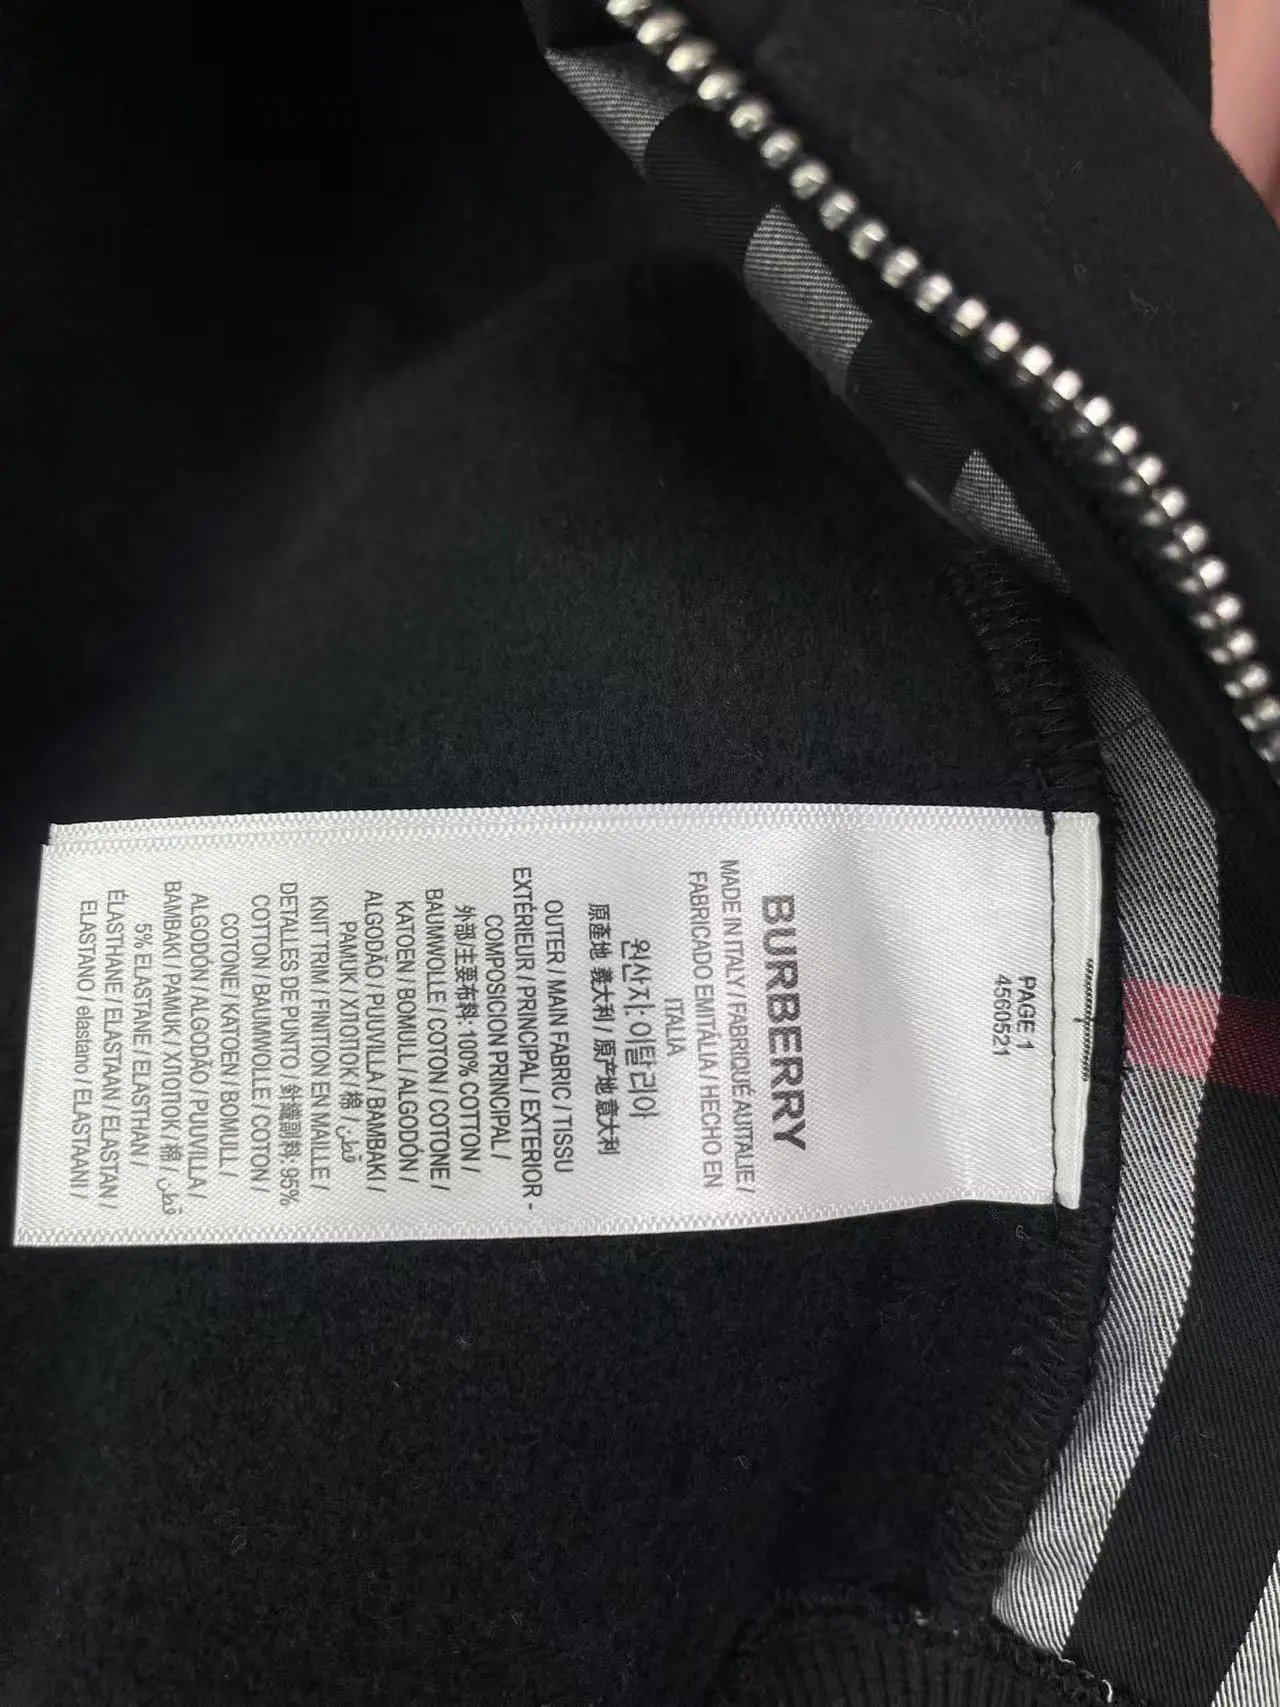 PAGE 1
4560521
BURBERRY
MADE IN ITALY / FABRIQUÉ AUITALIE /
FABRICADO EMITÁLIA / HECHO EN
ITALIA
원산지: 이탈리아
原産地 義大利 / 原产地 意大利
OUTER / MAIN FABRIC / TISSU
EXTÉRIEUR / PRINCIPAL / EXTERIOR -
COMPOSICION PRINCIPAL /
外部/主要布料: 100% COTTON /
BAUMWOLLE / COTON / COTONE /
KATOEN / BOMULL / ALGODÓN /
ALGODÃO / PUUVILLA / BAMBAKI /
PAMUK / ХЛОПОК / 棉 / قطن
KNIT TRIM / FINITION EN MAILLE /
DETALLES DE PUNTO / 針織副料: 95%
COTTON / BAUMWOLLE / COTON /
COTONE / KATOEN / BOMULL /
ALGODÓN / ALGODÃO / PUUVILLA /
BAMBAKI / PAMUK / ХЛОПОК / 棉 / قطن
5% ELASTANE / ELASTHAN /
ÉLASTHANE / ELASTAAN / ELASTAN /
ELASTANO / elastano / ELASTAANI /